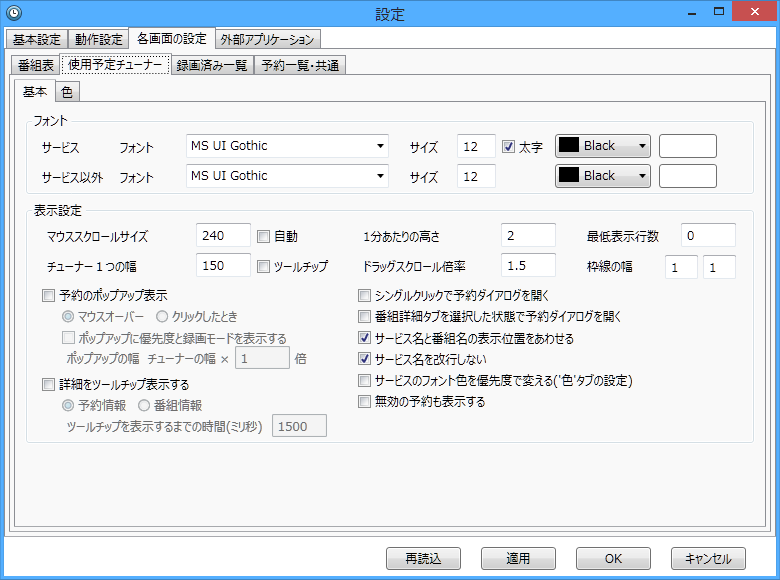 設定
基本設定 動作設定 各画面の設定 外部アプリケーション
番組表 使用予定チューナー 録画済み一覧 予約一覧・共通
基本 色
フォント
サービス フォント MS UI Gothic サイズ 12 太字 Black
サービス以外 フォント MS UI Gothic サイズ 12 Black
表示設定
マウススクロールサイズ 240 自動 1分あたりの高さ 2 最低表示行数 0
チューナー1つの幅 150 ツールチップ ドラッグスクロール倍率 1.5 枠線の幅 1 1
予約のポップアップ表示 シングルクリックで予約ダイアログを開く
マウスオーバー クリックしたとき 番組詳細タブを選択した状態で予約ダイアログを開く
ポップアップに優先度と録画モードを表示する サービス名と番組名の表示位置をあわせる
ポップアップの幅 チューナーの幅 × 1 倍 サービス名を改行しない
詳細をツールチップ表示する サービスのフォント色を優先度で変える('色'タブの設定)
予約情報 番組情報 無効の予約も表示する
ツールチップを表示するまでの時間(ミリ秒) 1500
再読込 適用 OK キャンセル